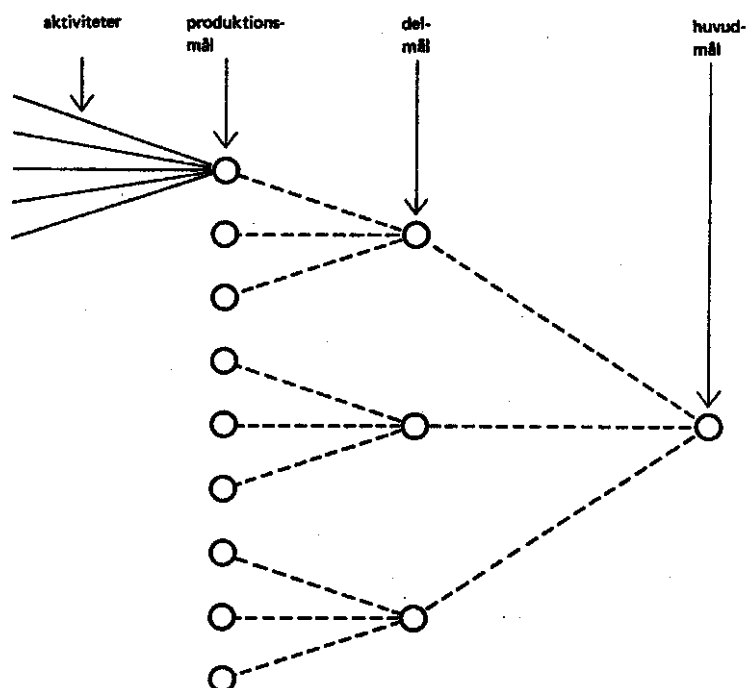 aktiviteter
produktions-
mål
del-
mål
huvud-
mål